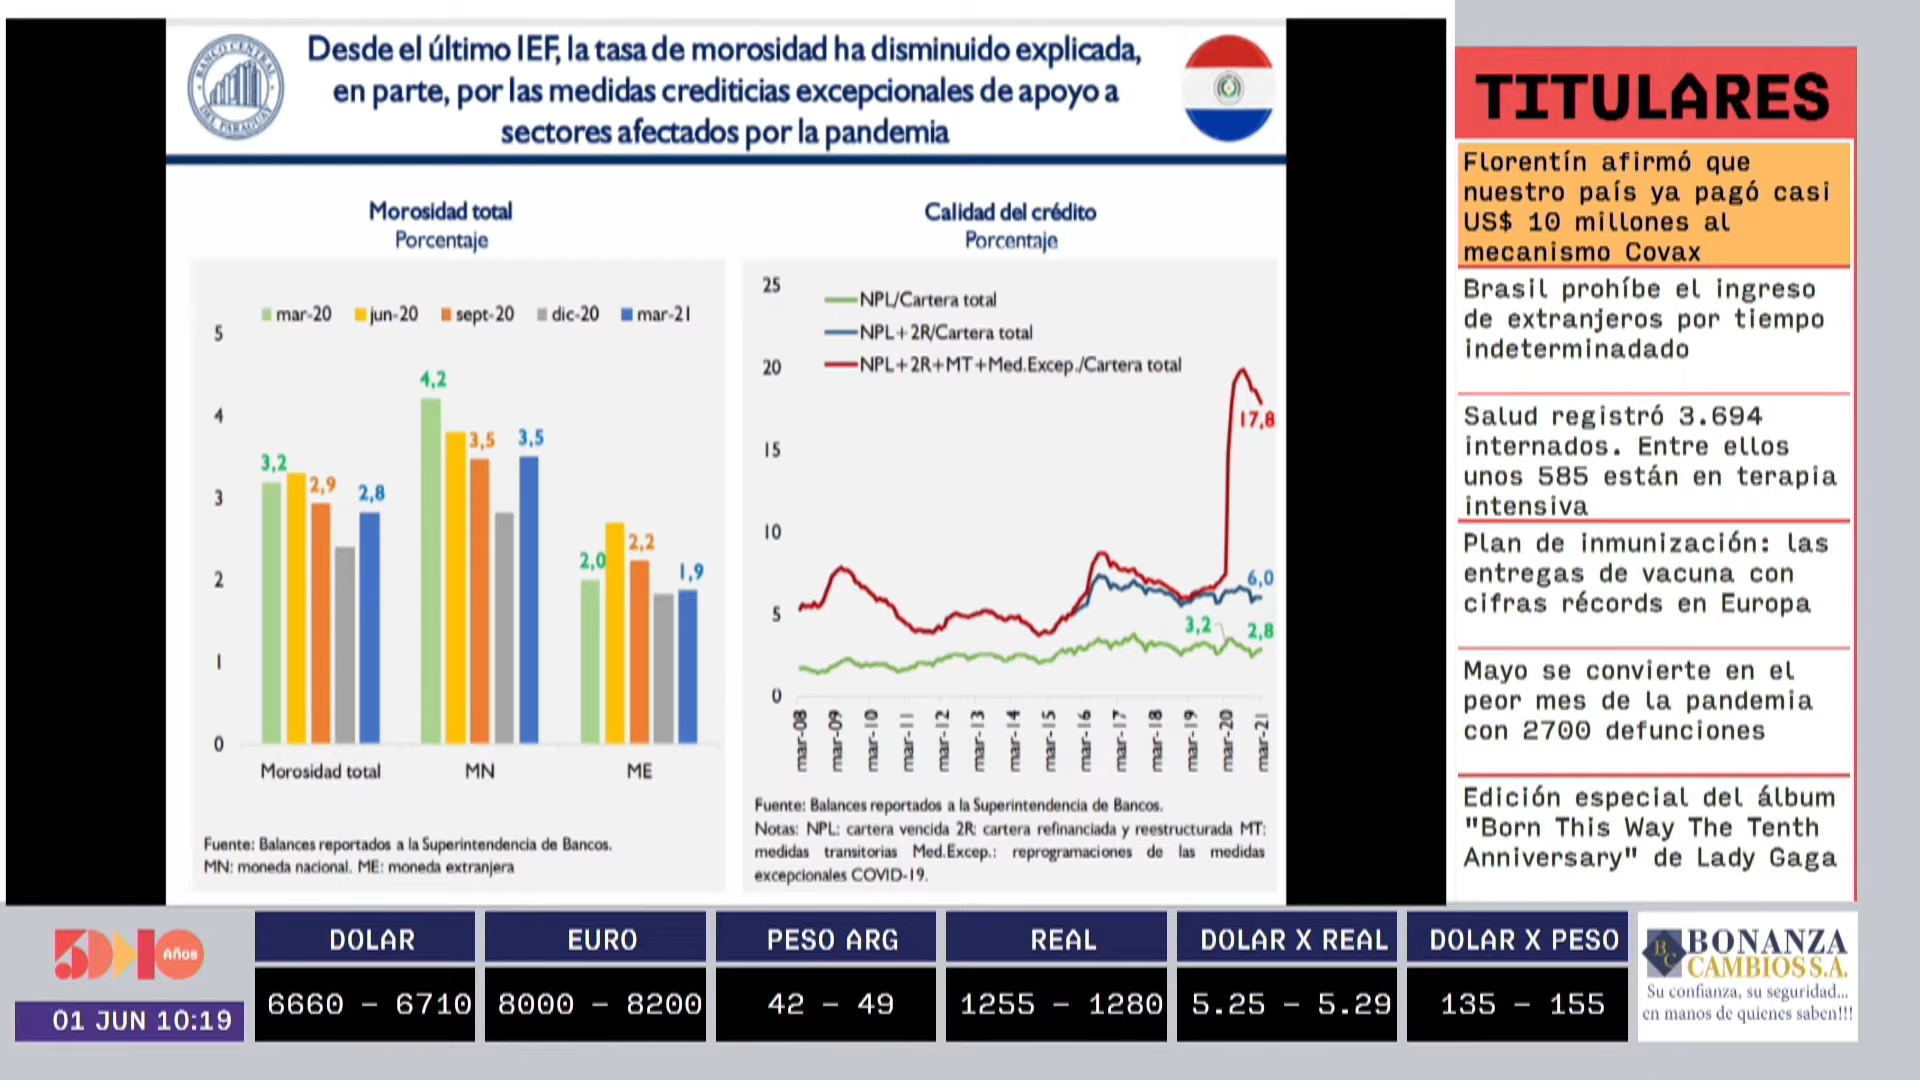 BANCO CENTRAL
DEL PARAGUAY
Desde el último IEF, la tasa de morosidad ha disminuido explicada,
en parte, por las medidas crediticias excepcionales de apoyo a
sectores afectados por la pandemia
Morosidad total
Porcentaje
mar-20 jun-20 sept-20 dic-20 mar-21
5
4
3
2
1
0
3,2 2,9 2,8
4,2 3,5 3,5
2,0 2,2 1,9
Morosidad total MN ME
Fuente: Balances reportados a la Superintendencia de Bancos.
MN: moneda nacional. ME: moneda extranjera
Calidad del crédito
Porcentaje
25
20
15
10
5
0
NPL/Cartera total
NPL+2R/Cartera total
NPL+2R+MT+Med.Excep./Cartera total
17,8
6,0
3,2 2,8
mar-08 mar-09 mar-10 mar-11 mar-12 mar-13 mar-14 mar-15 mar-16 mar-17 mar-18 mar-19 mar-20 mar-21
Fuente: Balances reportados a la Superintendencia de Bancos.
Notas: NPL: cartera vencida 2R: cartera refinanciada y reestructurada MT:
medidas transitorias Med.Excep.: reprogramaciones de las medidas
excepcionales COVID-19.
TITULARES
Florentín afirmó que
nuestro país ya pagó casi
US$ 10 millones al
mecanismo Covax
Brasil prohíbe el ingreso
de extranjeros por tiempo
indeterminadado
Salud registró 3.694
internados. Entre ellos
unos 585 están en terapia
intensiva
Plan de inmunización: las
entregas de vacuna con
cifras récords en Europa
Mayo se convierte en el
peor mes de la pandemia
con 2700 defunciones
Edición especial del álbum
"Born This Way The Tenth
Anniversary" de Lady Gaga
5D▶10 Años
01 JUN 10:19
DOLAR
6660 - 6710
EURO
8000 - 8200
PESO ARG
42 - 49
REAL
1255 - 1280
DOLAR X REAL
5.25 - 5.29
DOLAR X PESO
135 - 155
BC BONANZA
CAMBIOS S.A.
Su confianza, su seguridad...
en manos de quienes saben!!!